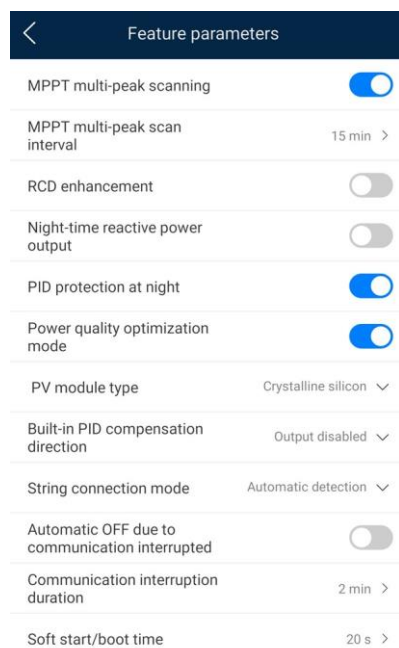 Feature parameters
MPPT multi-peak scanning
MPPT multi-peak scan
interval
15 min
RCD enhancement
Night-time reactive power
output
PID protection at night
Power quality optimization
mode
PV module type
Crystalline silicon
Built-in PID compensation
direction
Output disabled
String connection mode
Automatic detection
Automatic OFF due to
communication interrupted
Communication interruption
duration
2 min
Soft start/boot time
20 s